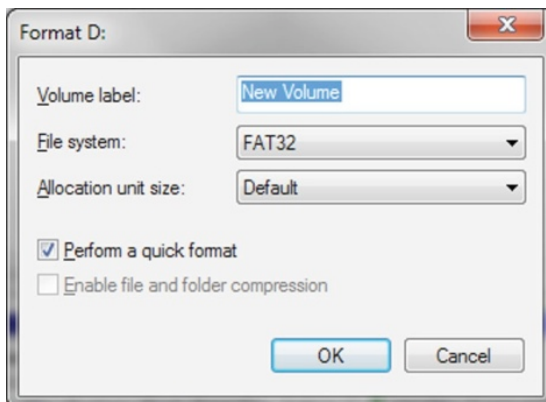 Format D:
Volume label: New Volume
File system: FAT32
Allocation unit size: Default
Perform a quick format
Enable file and folder compression
OK Cancel